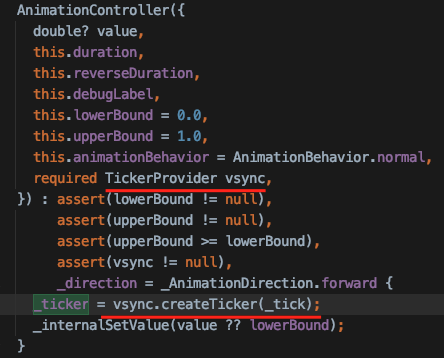 AnimationController({
double? value,
this.duration,
this.reverseDuration,
this.debugLabel,
this.lowerBound = 0.0,
this.upperBound = 1.0,
this.animationBehavior = AnimationBehavior.normal,
required TickerProvider vsync,
}) : assert(lowerBound != null),
assert(upperBound != null),
assert(upperBound >= lowerBound),
assert(vsync != null),
_direction = _AnimationDirection.forward {
_ticker = vsync.createTicker(_tick);
_internalSetValue(value ?? lowerBound);
}